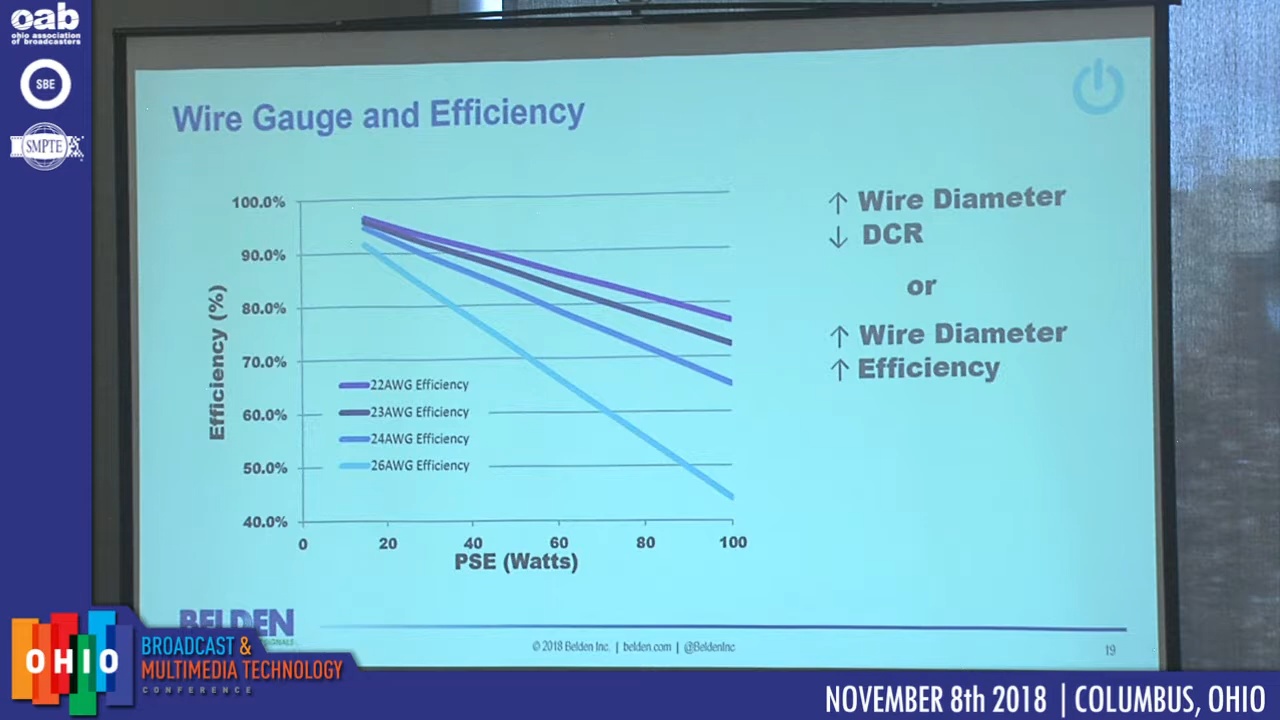 oab
ohio association
of broadcasters
SBE
SMPTE
Wire Gauge and Efficiency
↑ Wire Diameter
↓ DCR
or
↑ Wire Diameter
↑ Efficiency
100.0%
90.0%
80.0%
70.0%
60.0%
50.0%
40.0%
Efficiency (%)
22AWG Efficiency
23AWG Efficiency
24AWG Efficiency
26AWG Efficiency
0 20 40 60 80 100
PSE (Watts)
BELDEN
© 2018 Belden Inc. | belden.com | @BeldenInc
19
OHIO
BROADCAST &
MULTIMEDIA TECHNOLOGY
CONFERENCE
NOVEMBER 8th 2018 | COLUMBUS, OHIO